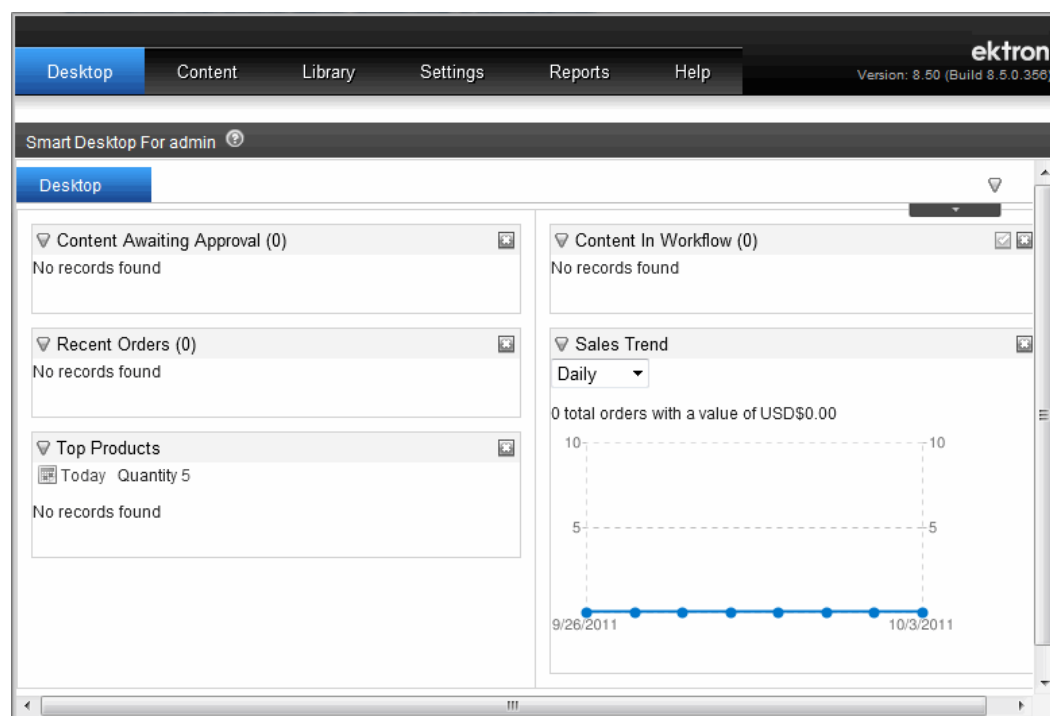 ektron
Desktop Content Library Settings Reports Help
Version: 8.50 (Build 8.5.0.356)
Smart Desktop For admin
Desktop
Content Awaiting Approval (0)
No records found
Recent Orders (0)
No records found
Top Products
Today Quantity 5
No records found
Content In Workflow (0)
No records found
Sales Trend
Daily
0 total orders with a value of USD$0.00
10 10
5 5
9/26/2011 10/3/2011